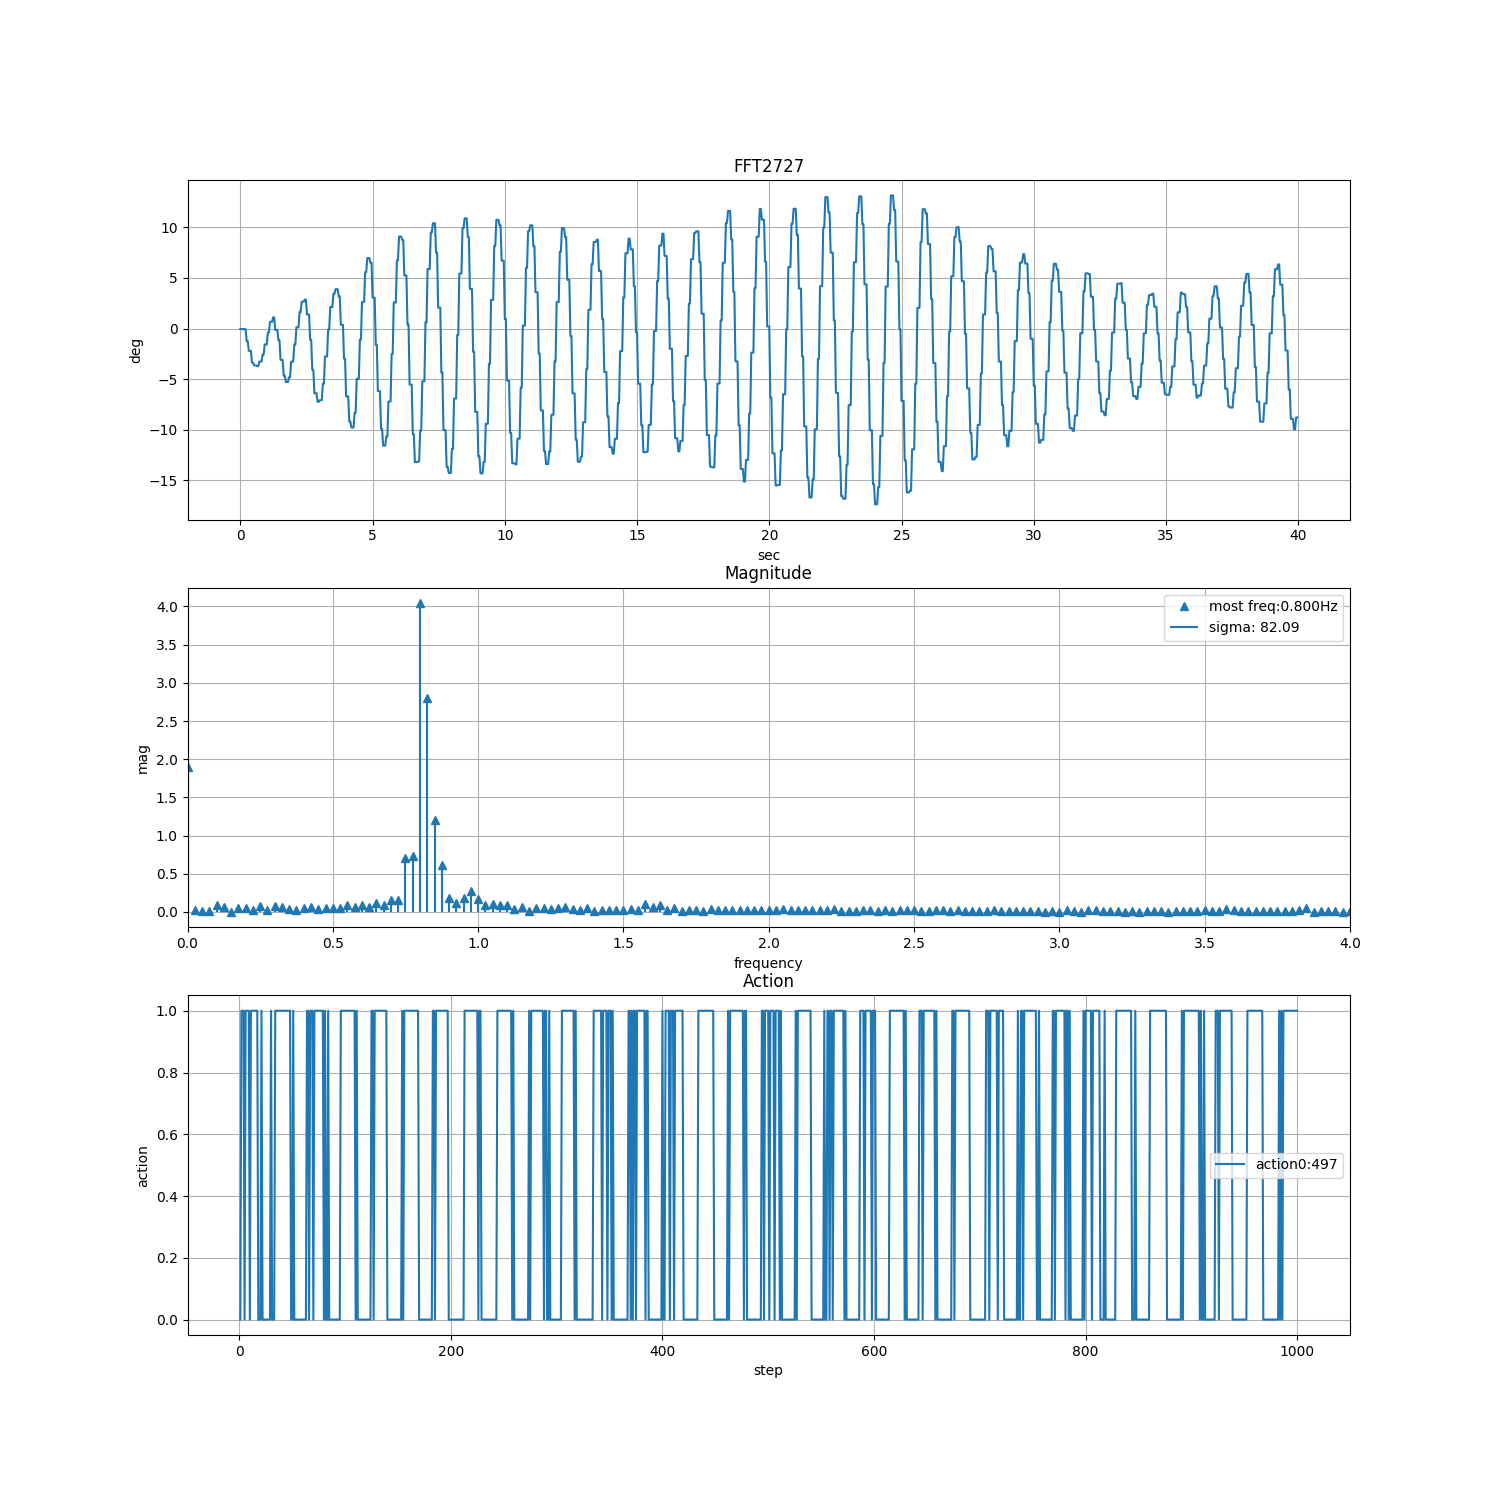 FFT2727
10
5
0
−5
−10
−15
deg
0 5 10 15 20 25 30 35 40
sec
Magnitude
4.0
3.5
3.0
2.5
2.0
1.5
1.0
0.5
0.0
mag
most freq:0.800Hz
sigma: 82.09
0.0 0.5 1.0 1.5 2.0 2.5 3.0 3.5 4.0
frequency
Action
1.0
0.8
0.6
0.4
0.2
0.0
action
action0:497
0 200 400 600 800 1000
step